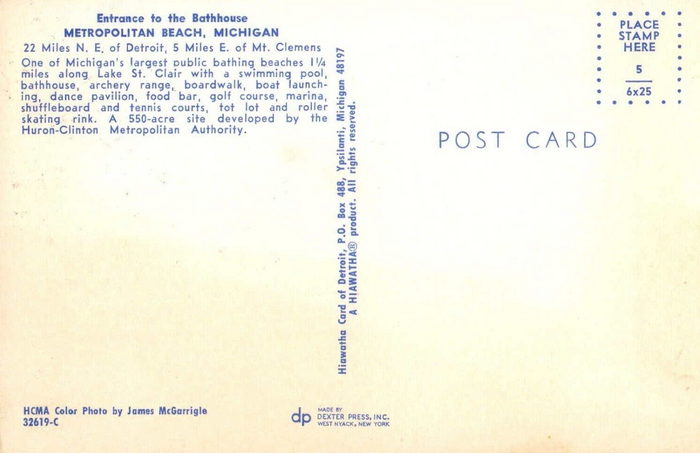 Entrance to the Bathhouse
METROPOLITAN BEACH, MICHIGAN
22 Miles N. E. of Detroit, 5 Miles E. of Mt. Clemens
One of Michigan's largest public bathing beaches 1¼
miles along Lake St. Clair with a swimming pool,
bathhouse, archery range, boardwalk, boat launch-
ing, dance pavilion, food bar, golf course, marina,
shuffleboard and tennis courts, tot lot and roller
skating rink. A 550-acre site developed by the
Huron-Clinton Metropolitan Authority.
HCMA Color Photo by James McGarrigle
32619-C
Hiawatha Card of Detroit, P.O. Box 488, Ypsilanti, Michigan 48197
A HIAWATHA® product. All rights reserved.
dp
MADE BY
DEXTER PRESS, INC.
WEST NYACK, NEW YORK
POST CARD
PLACE
STAMP
HERE
5
6x25